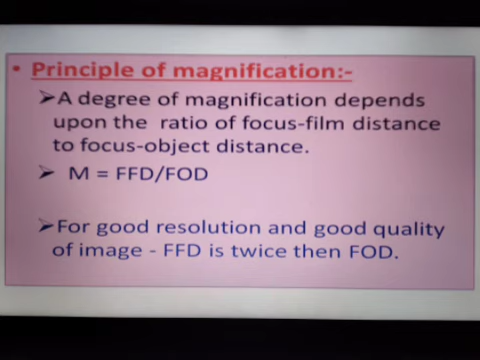 • Principle of magnification:-
➢A degree of magnification depends
upon the ratio of focus-film distance
to focus-object distance.
➢ M = FFD/FOD
➢For good resolution and good quality
of image - FFD is twice then FOD.